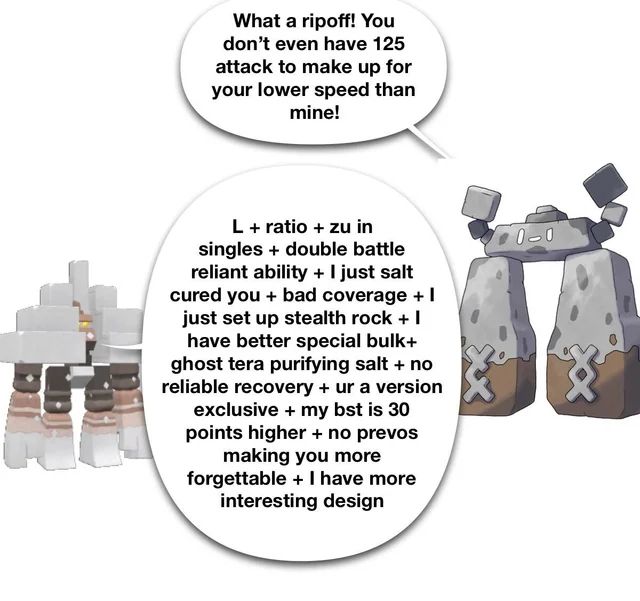 What a ripoff! You
don’t even have 125
attack to make up for
your lower speed than
mine!
L + ratio + zu in
singles + double battle
reliant ability + I just salt
cured you + bad coverage + I
just set up stealth rock + I
have better special bulk+
ghost tera purifying salt + no
reliable recovery + ur a version
exclusive + my bst is 30
points higher + no prevos
making you more
forgettable + I have more
interesting design